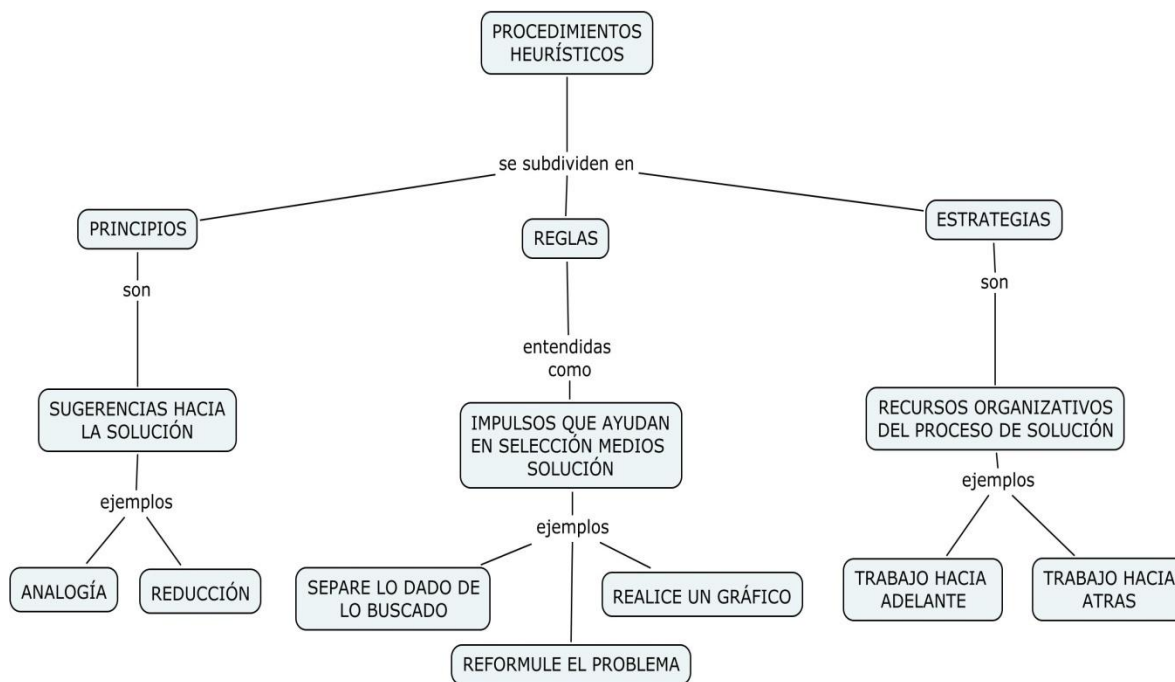 PROCEDIMIENTOS
HEURÍSTICOS
se subdividen en
PRINCIPIOS
REGLAS
ESTRATEGIAS
son
entendidas
como
son
SUGERENCIAS HACIA
LA SOLUCIÓN
IMPULSOS QUE AYUDAN
EN SELECCIÓN MEDIOS
SOLUCIÓN
RECURSOS ORGANIZATIVOS
DEL PROCESO DE SOLUCIÓN
ejemplos
ejemplos
ejemplos
ANALOGÍA
REDUCCIÓN
SEPARE LO DADO DE
LO BUSCADO
REALICE UN GRÁFICO
REFORMULE EL PROBLEMA
TRABAJO HACIA
ADELANTE
TRABAJO HACIA
ATRAS